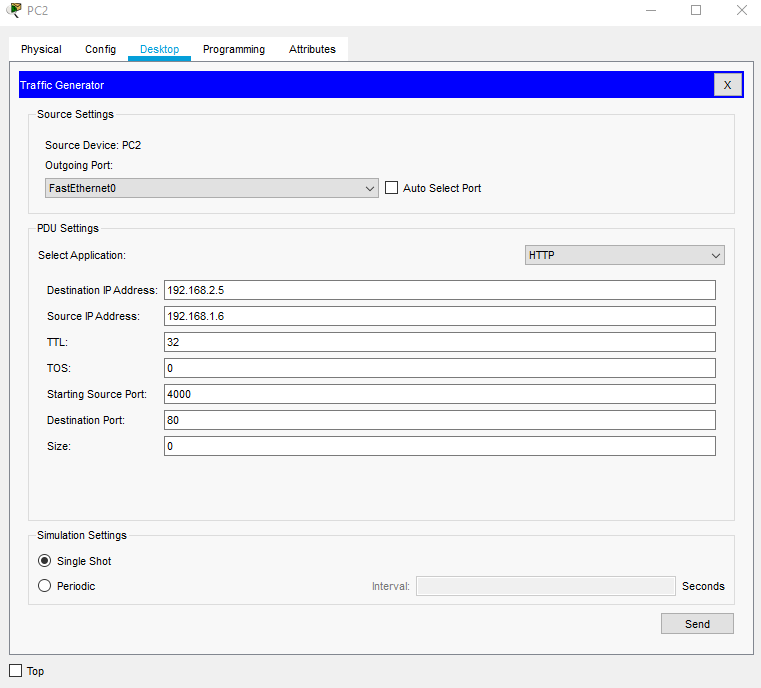 PC2
Physical Config Desktop Programming Attributes
Traffic Generator X
Source Settings
Source Device: PC2
Outgoing Port:
FastEthernet0 Auto Select Port
PDU Settings
Select Application: HTTP
Destination IP Address: 192.168.2.5
Source IP Address: 192.168.1.6
TTL: 32
TOS: 0
Starting Source Port: 4000
Destination Port: 80
Size: 0
Simulation Settings
Single Shot
Periodic Interval: Seconds
Send
Top